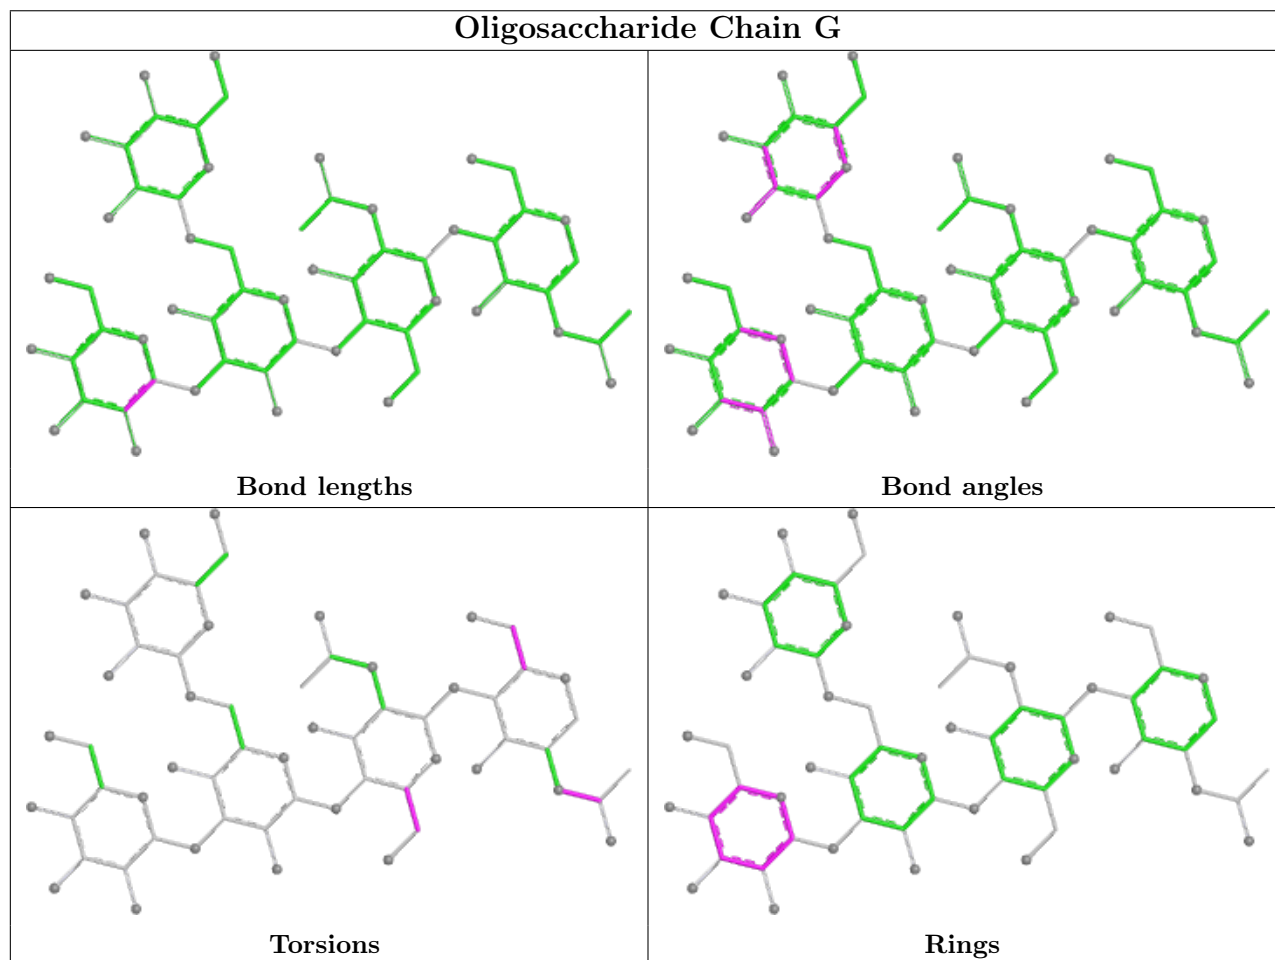 Oligosaccharide Chain G
Bond lengths
Bond angles
Torsions
Rings